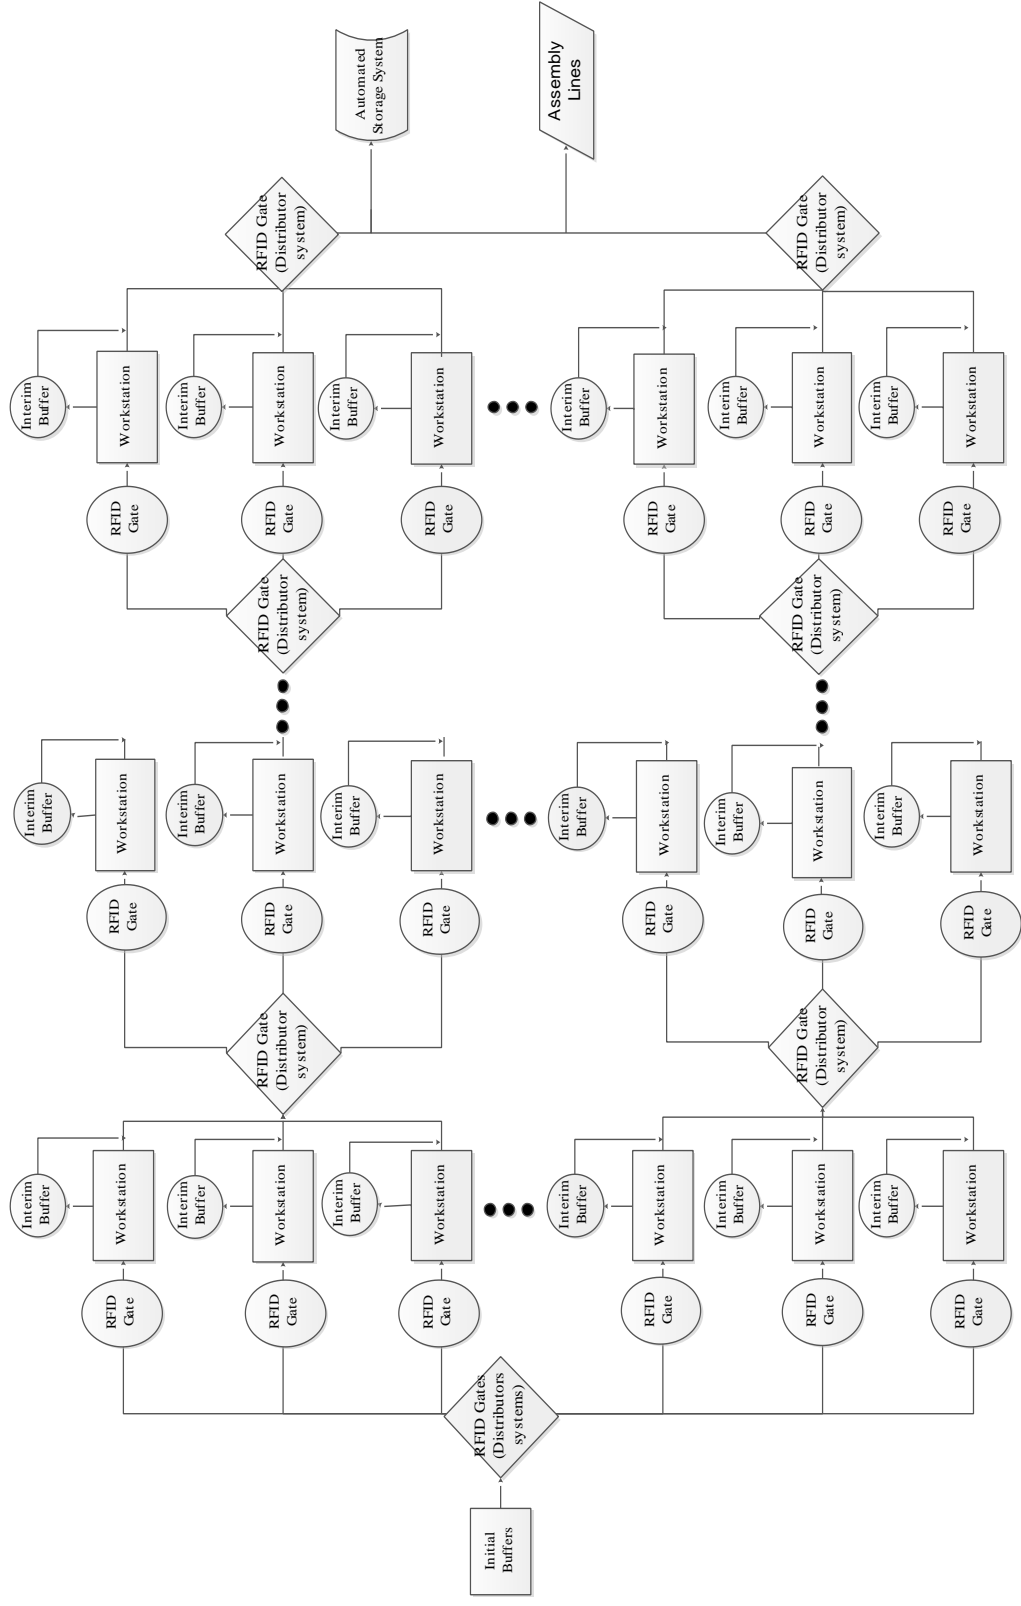 Initial
Buffers
RFID Gates
(Distributors
systems)
RFID
Gate
RFID
Gate
RFID
Gate
RFID
Gate
RFID
Gate
RFID
Gate
Interim
Buffer
Workstation
Interim
Buffer
Workstation
Interim
Buffer
Workstation
Interim
Buffer
Workstation
Interim
Buffer
Workstation
Interim
Buffer
Workstation
RFID Gate
(Distributor
system)
RFID Gate
(Distributor
system)
RFID
Gate
RFID
Gate
RFID
Gate
RFID
Gate
RFID
Gate
RFID
Gate
Interim
Buffer
Workstation
Interim
Buffer
Workstation
Interim
Buffer
Workstation
Interim
Buffer
Workstation
Interim
Buffer
Workstation
Interim
Buffer
Workstation
RFID Gate
(Distributor
system)
RFID Gate
(Distributor
system)
RFID
Gate
RFID
Gate
RFID
Gate
RFID
Gate
RFID
Gate
RFID
Gate
Interim
Buffer
Workstation
Interim
Buffer
Workstation
Interim
Buffer
Workstation
Interim
Buffer
Workstation
Interim
Buffer
Workstation
Interim
Buffer
Workstation
RFID Gate
(Distributor
system)
RFID Gate
(Distributor
system)
Automated
Storage System
Assembly
Lines